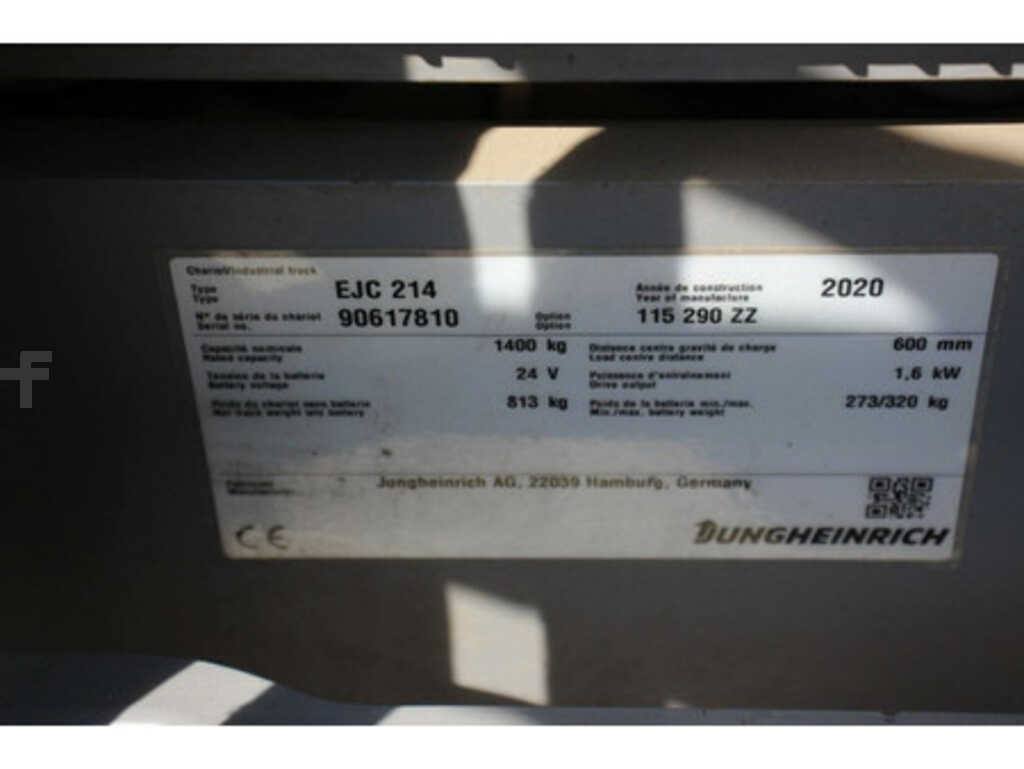 Chariot/Industrial truck
Type EJC 214 Année de construction 2020
Type Year of manufacture
N° de série du chariot 90617810 Option 115 290 ZZ
Serial no. Option
Capacité nominale 1400 kg Distance centre gravité de charge 600 mm
Rated capacity Load centre distance
Tension de la batterie 24 V Puissance d'entraînement 1,6 kW
Battery voltage Drive output
Poids du chariot sans batterie 813 kg Poids de la batterie min./max. 273/320 kg
Net truck weight w/o battery Min./max. battery weight
Fabricant Jungheinrich AG, 22039 Hamburg, Germany
Manufacturer
CE JUNGHEINRICH
f